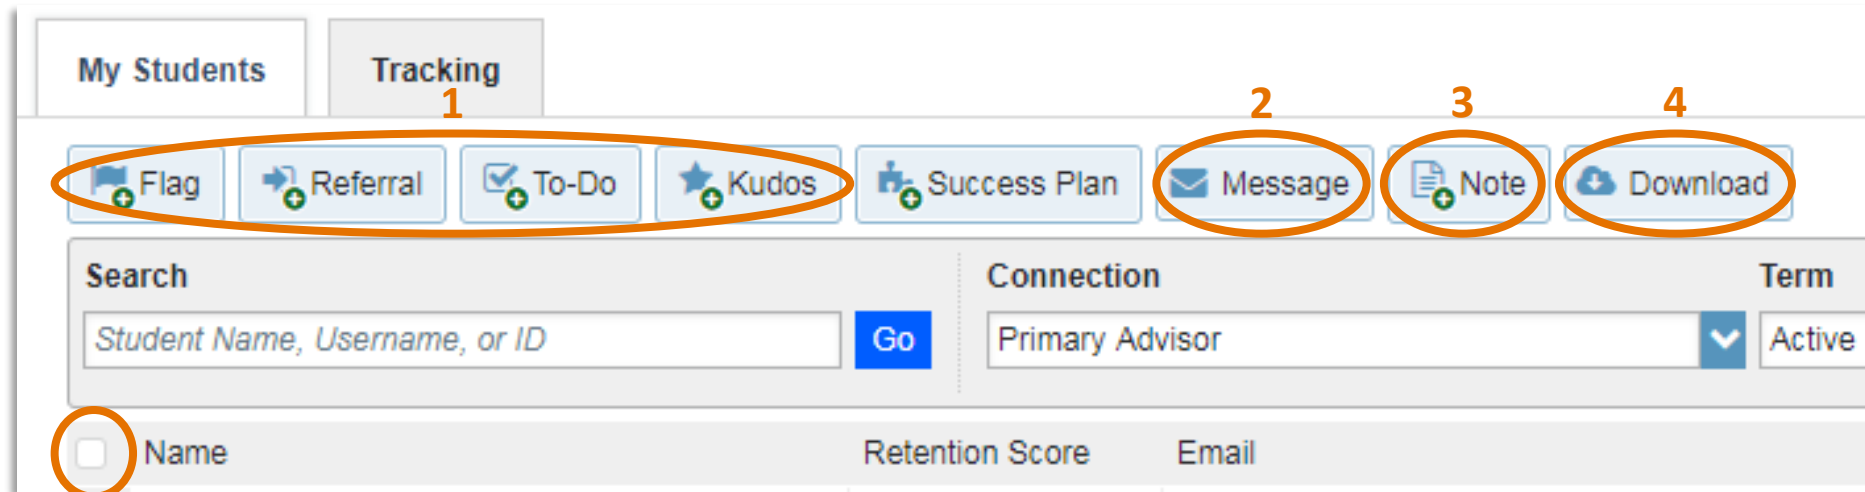 My Students Tracking
1 2 3 4
Flag Referral To-Do Kudos Success Plan Message Note Download
Search Connection Term
Student Name, Username, or ID Go Primary Advisor Active
Name Retention Score Email